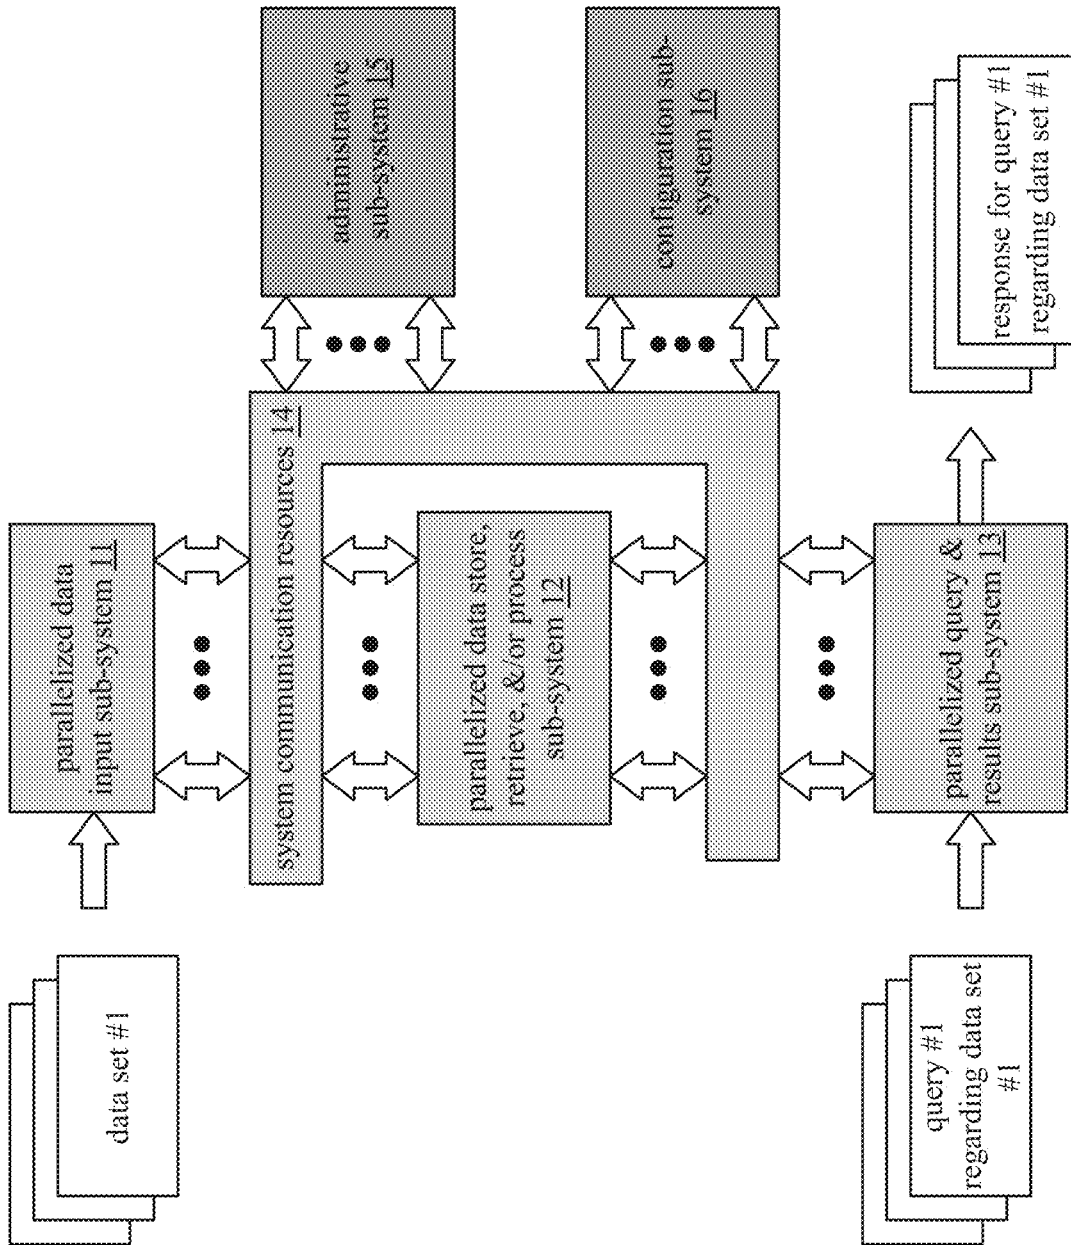 data set #1
parallelized data
input sub-system 11
system communication resources 14
administrative
sub-system 15
parallelized data store,
retrieve, &/or process
sub-system 12
configuration sub-
system 16
query #1
regarding data set
#1
parallelized query &
results sub-system 13
response for query #1
regarding data set #1